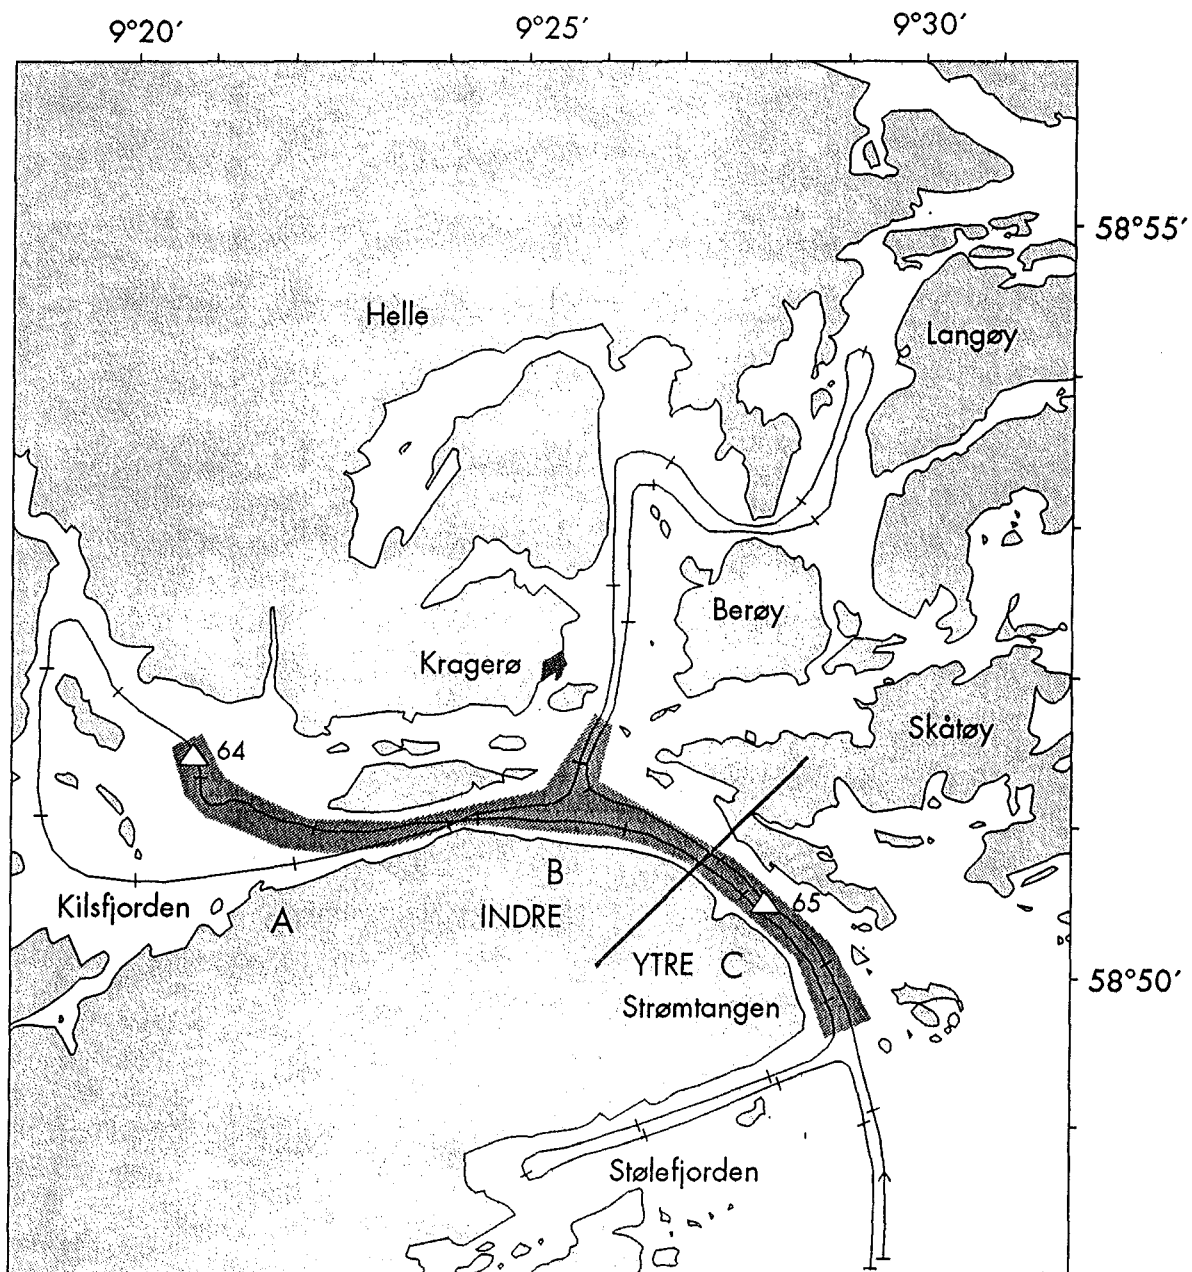 9°20′ 9°25′ 9°30′
58°55′
Helle
Langøy
Berøy
Kragerø
Skåtøy
64
B
65
Kilsfjorden
A
INDRE
YTRE C
58°50′
Strømtangen
Stølefjorden